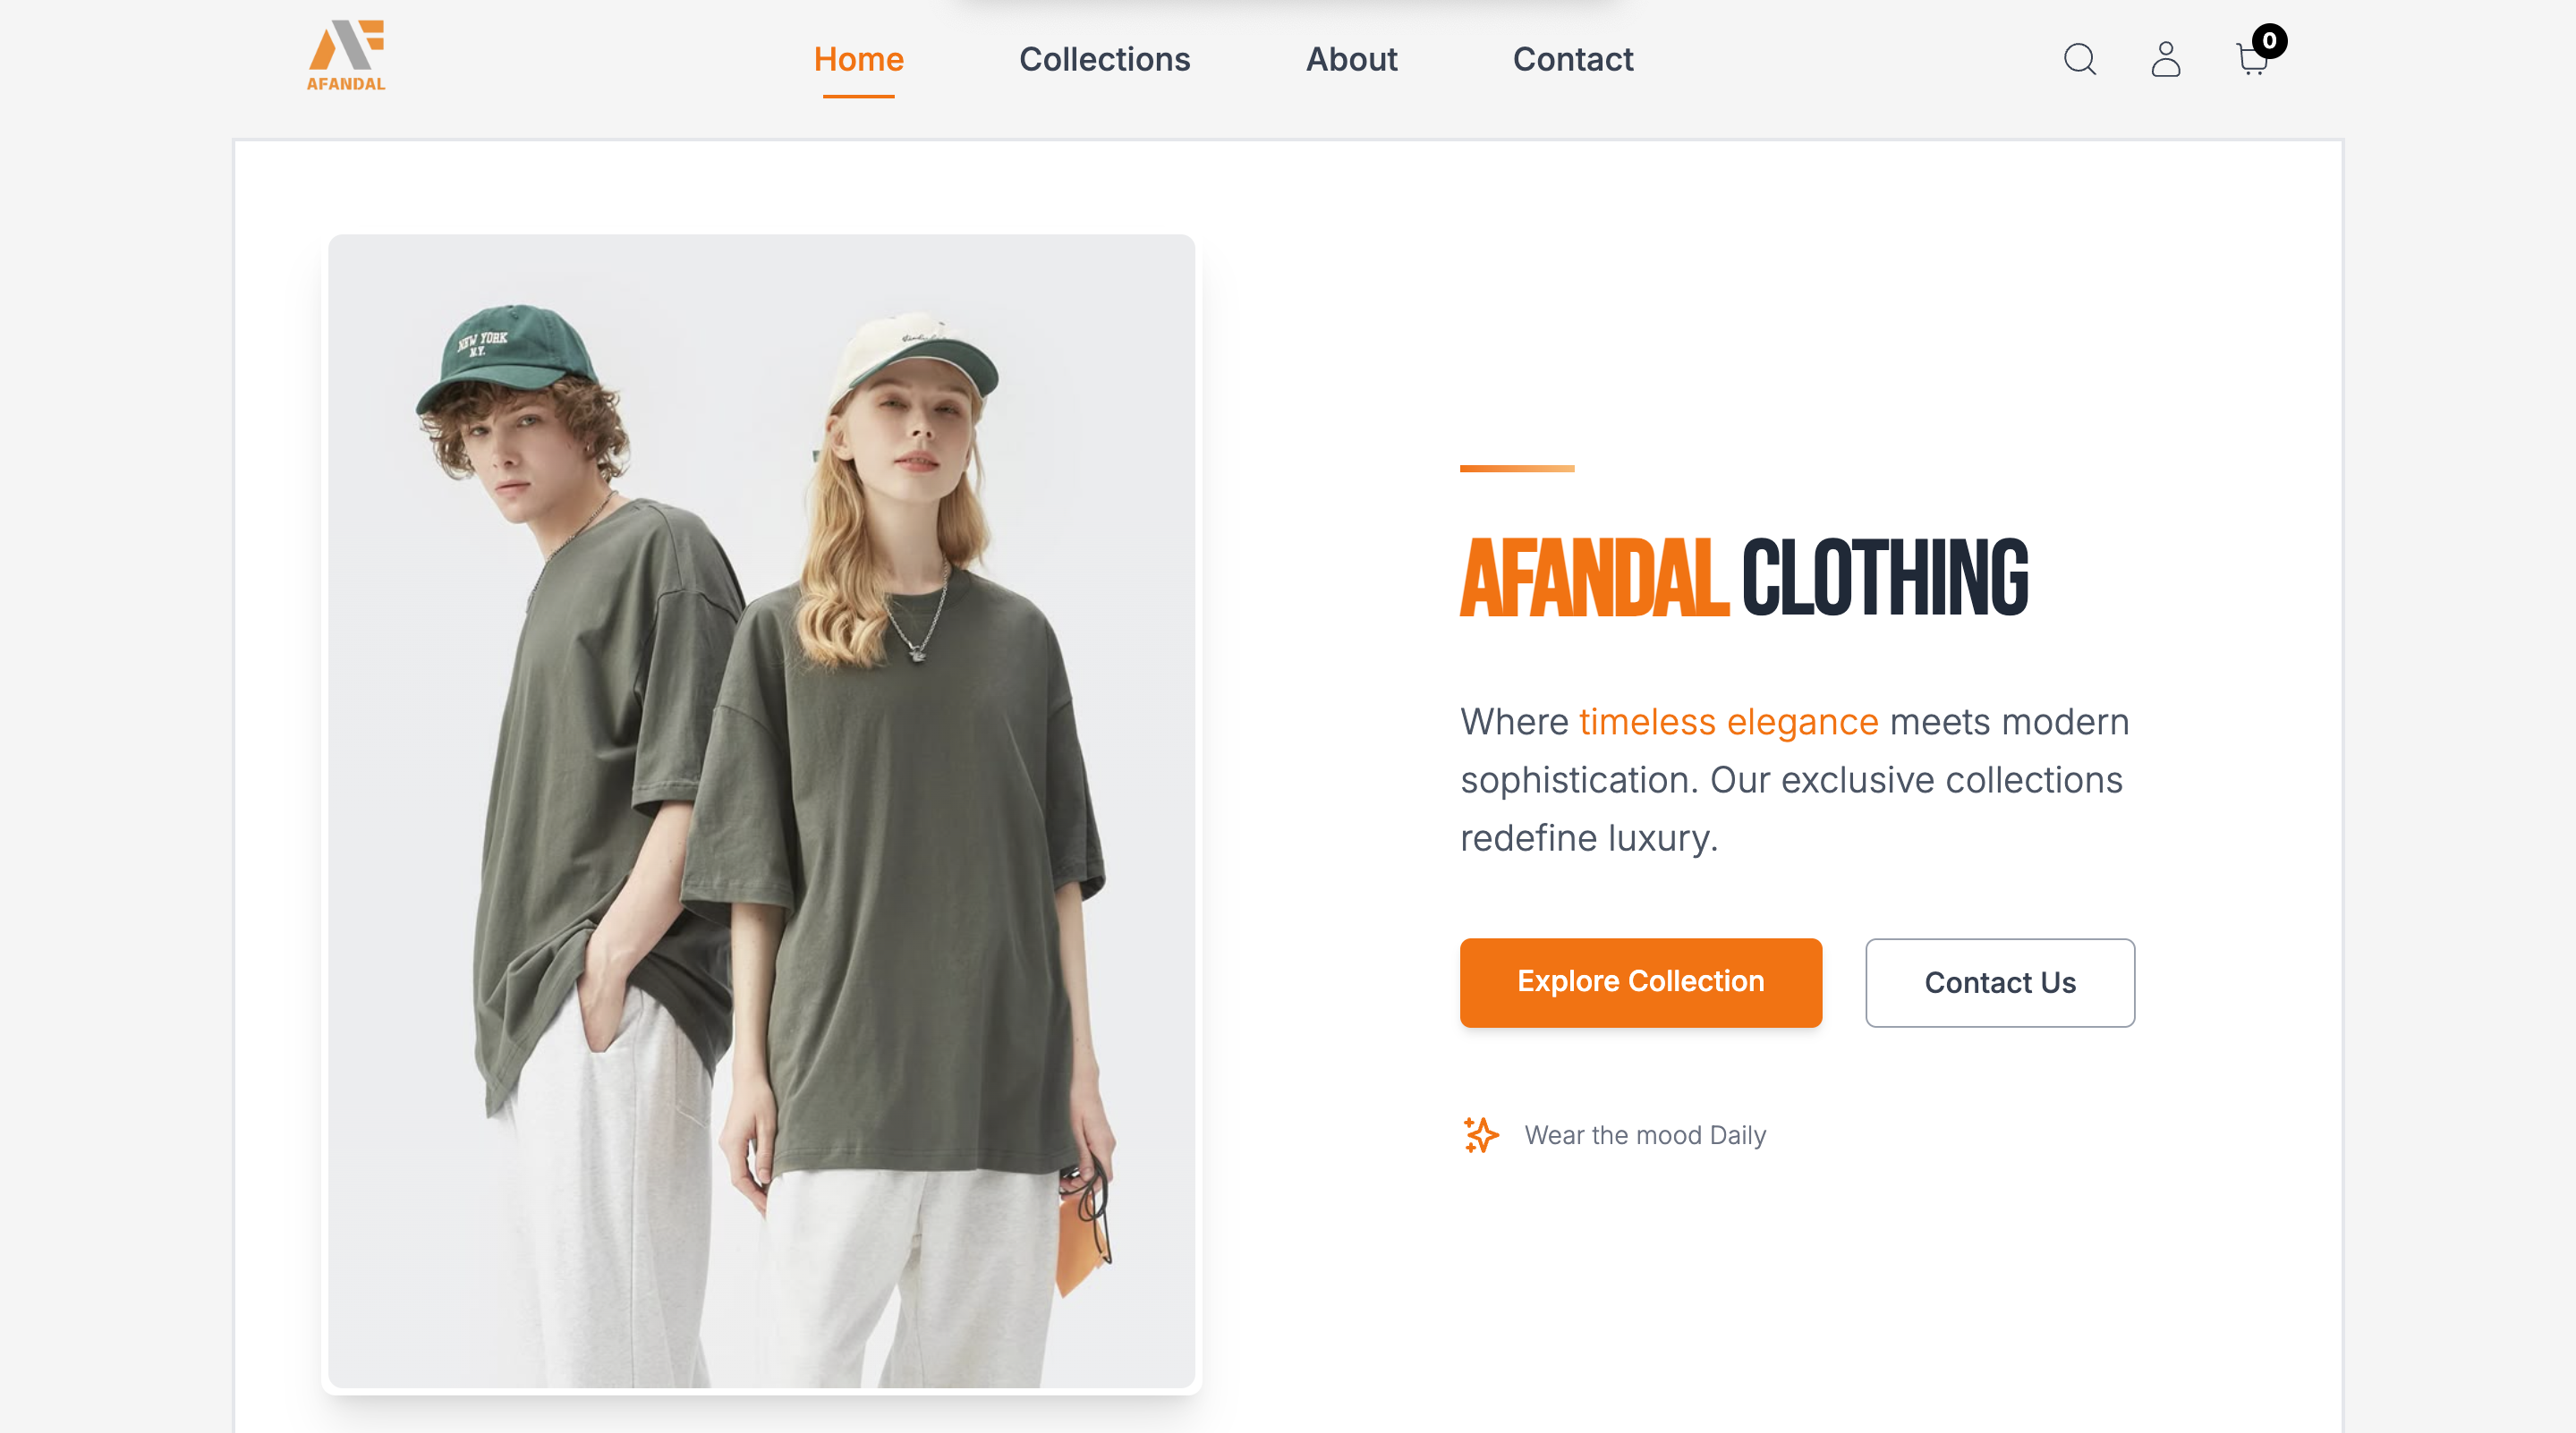 AFANDAL
Home
Collections
About
Contact
0
NEW YORK
N.Y.
AFANDAL CLOTHING
Where timeless elegance meets modern
sophistication. Our exclusive collections
redefine luxury.
Explore Collection
Contact Us
Wear the mood Daily